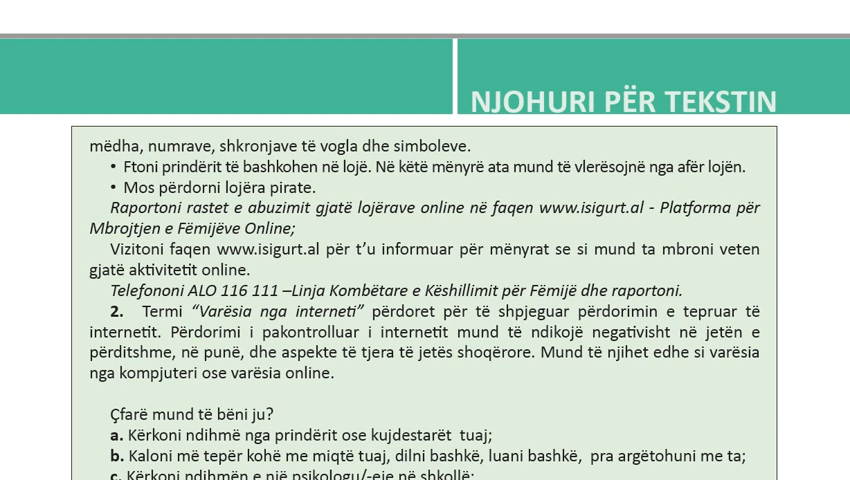 NJOHURI PËR TEKSTIN
mëdha, numrave, shkronjave të vogla dhe simboleve.
• Ftoni prindërit të bashkohen në lojë. Në këtë mënyrë ata mund të vlerësojnë nga afër lojën.
• Mos përdorni lojëra pirate.
Raportoni rastet e abuzimit gjatë lojërave online në faqen www.isigurt.al - Platforma për
Mbrojtjen e Fëmijëve Online;
Vizitoni faqen www.isigurt.al për t’u informuar për mënyrat se si mund ta mbroni veten
gjatë aktivitetit online.
Telefononi ALO 116 111 –Linja Kombëtare e Këshillimit për Fëmijë dhe raportoni.
2. Termi “Varësia nga interneti” përdoret për të shpjeguar përdorimin e tepruar të
internetit. Përdorimi i pakontrolluar i internetit mund të ndikojë negativisht në jetën e
përditshme, në punë, dhe aspekte të tjera të jetës shoqërore. Mund të njihet edhe si varësia
nga kompjuteri ose varësia online.
Çfarë mund të bëni ju?
a. Kërkoni ndihmë nga prindërit ose kujdestarët tuaj;
b. Kaloni më tepër kohë me miqtë tuaj, dilni bashkë, luani bashkë, pra argëtohuni me ta;
c. Kërkoni ndihmën e një psikologu/-eje në shkollë;